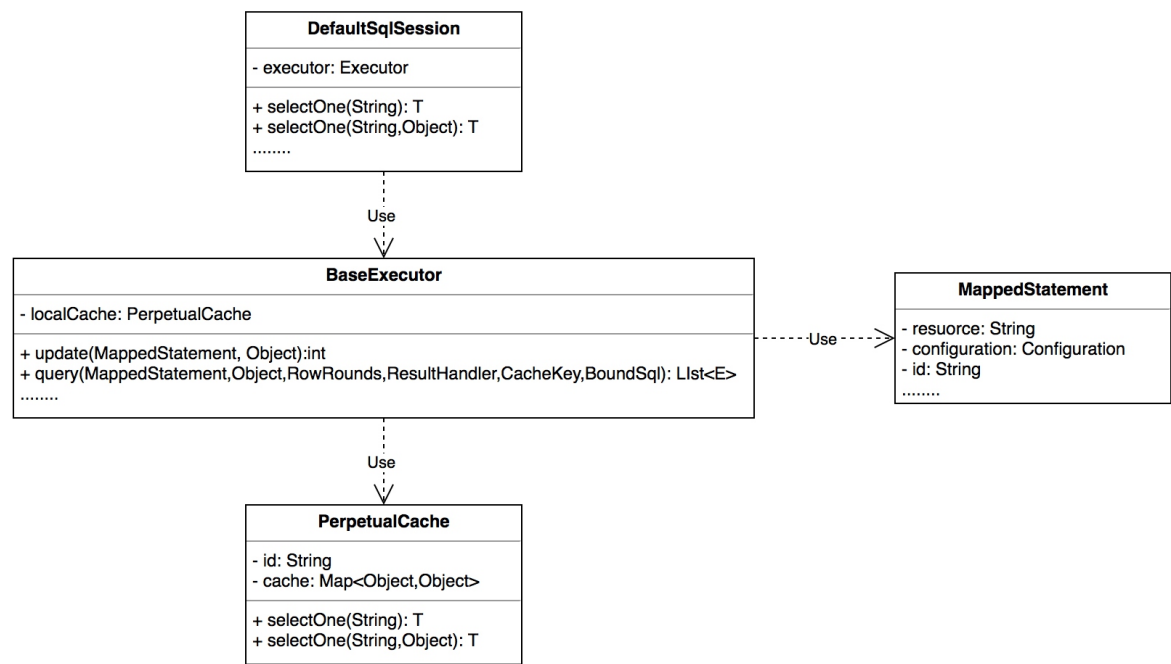 DefaultSqlSession
- executor: Executor
+ selectOne(String): T
+ selectOne(String,Object): T
........
Use
BaseExecutor
- localCache: PerpetualCache
+ update(MappedStatement, Object):int
+ query(MappedStatement,Object,RowRounds,ResultHandler,CacheKey,BoundSql): LIst<E>
........
Use
MappedStatement
- resuorce: String
- configuration: Configuration
- id: String
........
Use
PerpetualCache
- id: String
- cache: Map<Object,Object>
+ selectOne(String): T
+ selectOne(String,Object): T